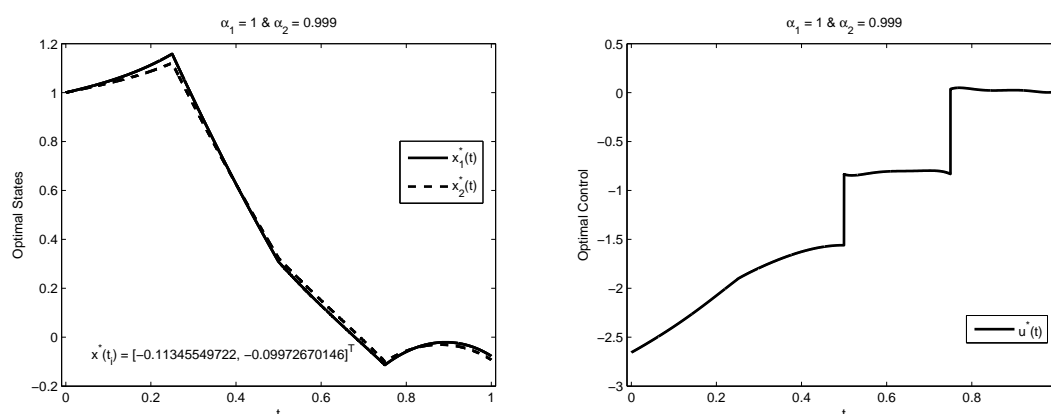 α₁ = 1 & α₂ = 0.999
Optimal States
1.2
1
0.8
0.6
0.4
0.2
0
−0.2
0 0.2 0.4 0.6 0.8 1
t
x₁*(t)
x₂*(t)
x*(tᵢ) = [−0.11345549722, −0.09972670146]ᵀ
α₁ = 1 & α₂ = 0.999
Optimal Control
0.5
0
−0.5
−1
−1.5
−2
−2.5
−3
0 0.2 0.4 0.6 0.8
t
u*(t)